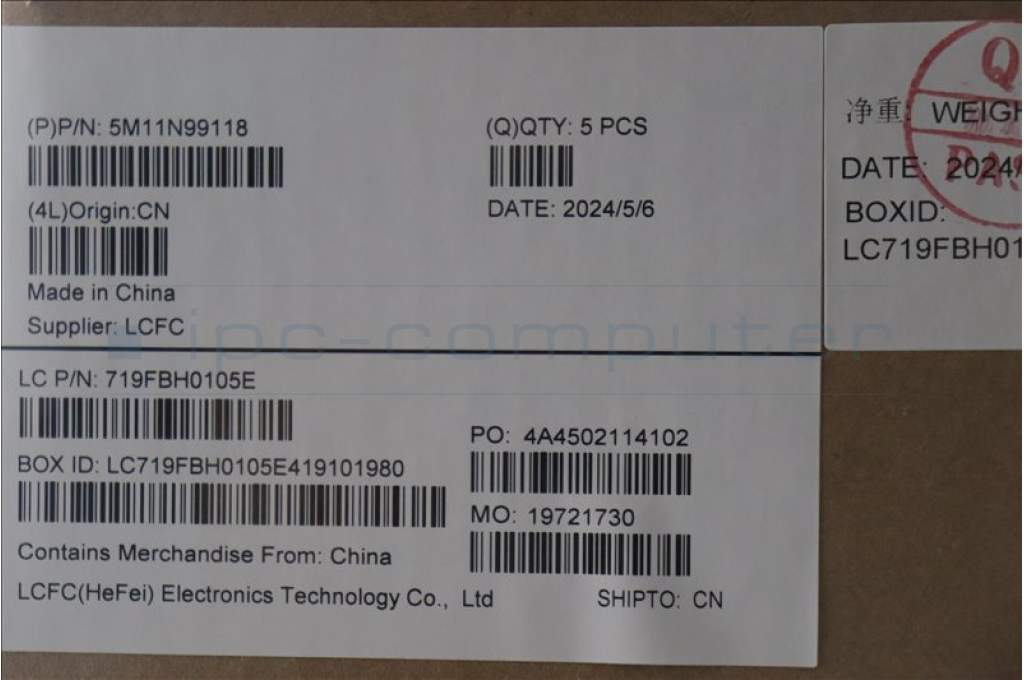 (P)P/N: 5M11N99118
(Q)QTY: 5 PCS
(4L)Origin:CN
DATE: 2024/5/6
Made in China
Supplier: LCFC
ipc-computer
LC P/N: 719FBH0105E
PO: 4A4502114102
BOX ID: LC719FBH0105E419101980
MO: 19721730
Contains Merchandise From: China
LCFC(HeFei) Electronics Technology Co., Ltd
SHIPTO: CN
净重: WEIGH
DATE: 2024/
BOXID:
LC719FBH01
Q
PAS